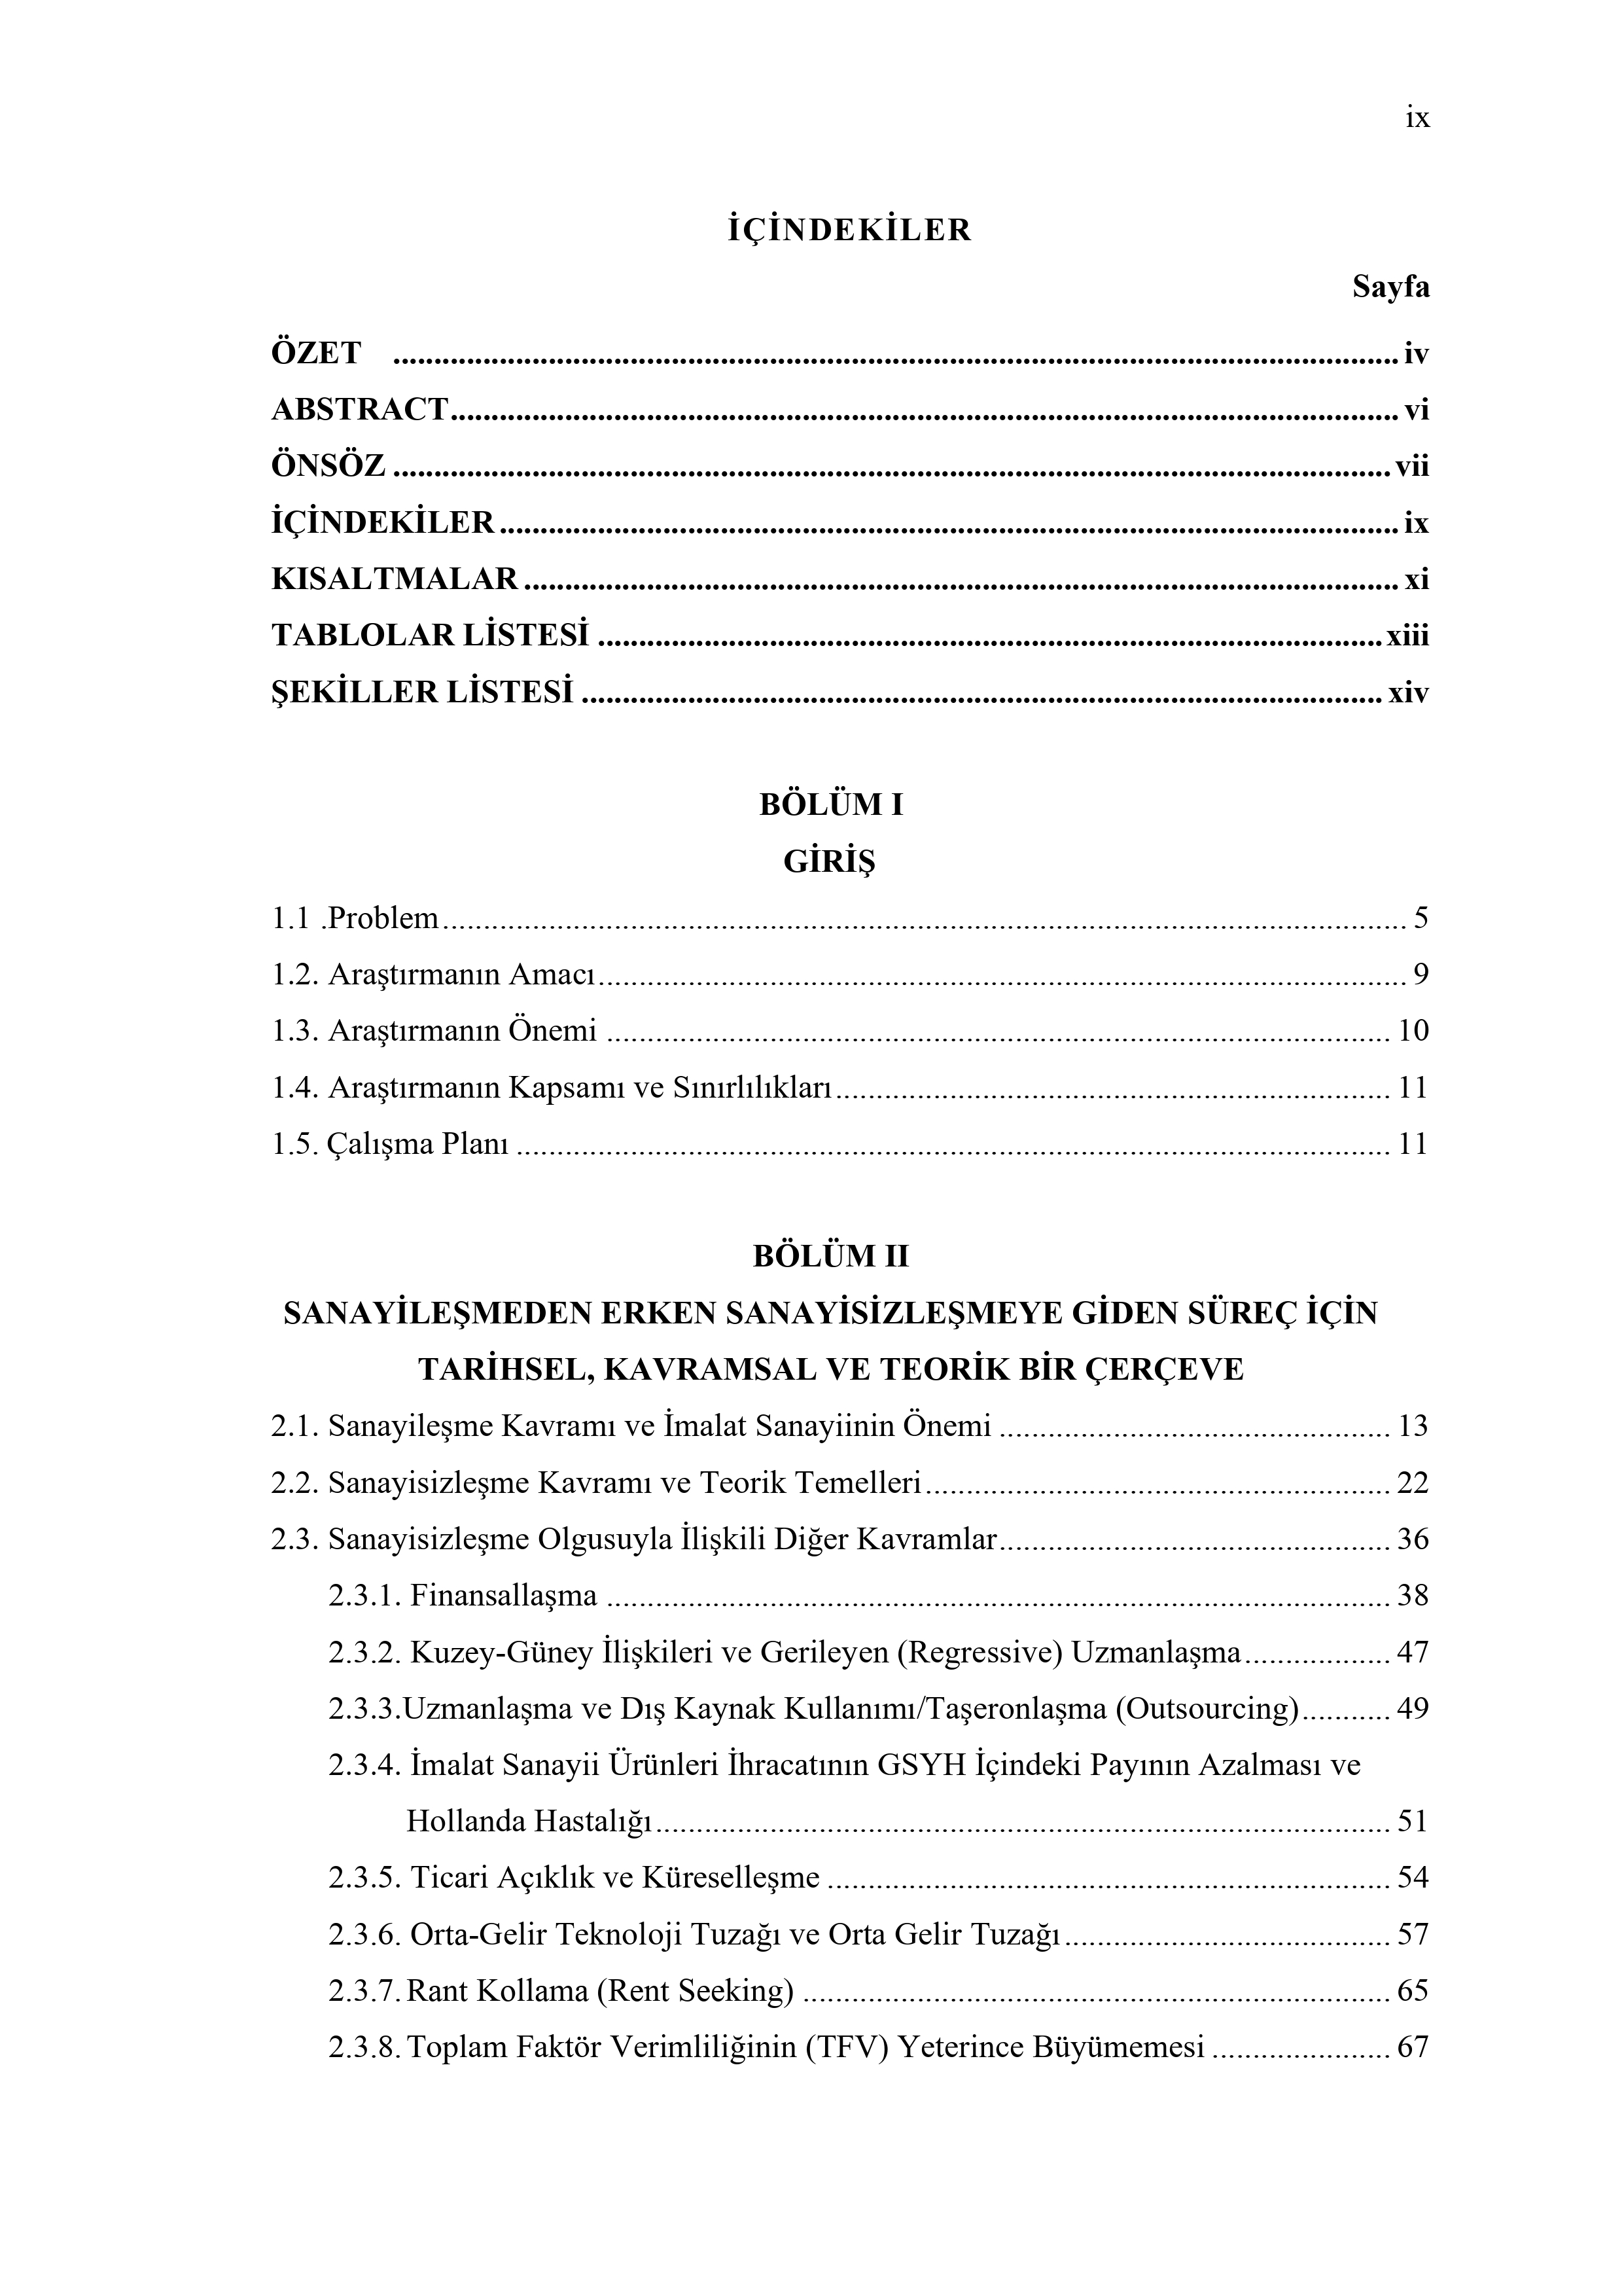 ix
İÇİNDEKİLER
Sayfa
ÖZET ........................................ iv
ABSTRACT ........................................ vi
ÖNSÖZ ........................................ vii
İÇİNDEKİLER ........................................ ix
KISALTMALAR ........................................ xi
TABLOLAR LİSTESİ ........................................ xiii
ŞEKİLLER LİSTESİ ........................................ xiv
BÖLÜM I
GİRİŞ
1.1 .Problem ........................................ 5
1.2. Araştırmanın Amacı ........................................ 9
1.3. Araştırmanın Önemi ........................................ 10
1.4. Araştırmanın Kapsamı ve Sınırlılıkları ........................................ 11
1.5. Çalışma Planı ........................................ 11
BÖLÜM II
SANAYİLEŞMEDEN ERKEN SANAYİSİZLEŞMEYE GİDEN SÜREÇ İÇİN
TARİHSEL, KAVRAMSAL VE TEORİK BİR ÇERÇEVE
2.1. Sanayileşme Kavramı ve İmalat Sanayiinin Önemi ........................................ 13
2.2. Sanayisizleşme Kavramı ve Teorik Temelleri ........................................ 22
2.3. Sanayisizleşme Olgusuyla İlişkili Diğer Kavramlar ........................................ 36
2.3.1. Finansallaşma ........................................ 38
2.3.2. Kuzey-Güney İlişkileri ve Gerileyen (Regressive) Uzmanlaşma .................. 47
2.3.3.Uzmanlaşma ve Dış Kaynak Kullanımı/Taşeronlaşma (Outsourcing) ........... 49
2.3.4. İmalat Sanayii Ürünleri İhracatının GSYH İçindeki Payının Azalması ve
Hollanda Hastalığı ........................................ 51
2.3.5. Ticari Açıklık ve Küreselleşme ........................................ 54
2.3.6. Orta-Gelir Teknoloji Tuzağı ve Orta Gelir Tuzağı ........................................ 57
2.3.7. Rant Kollama (Rent Seeking) ........................................ 65
2.3.8. Toplam Faktör Verimliliğinin (TFV) Yeterince Büyümemesi ...................... 67